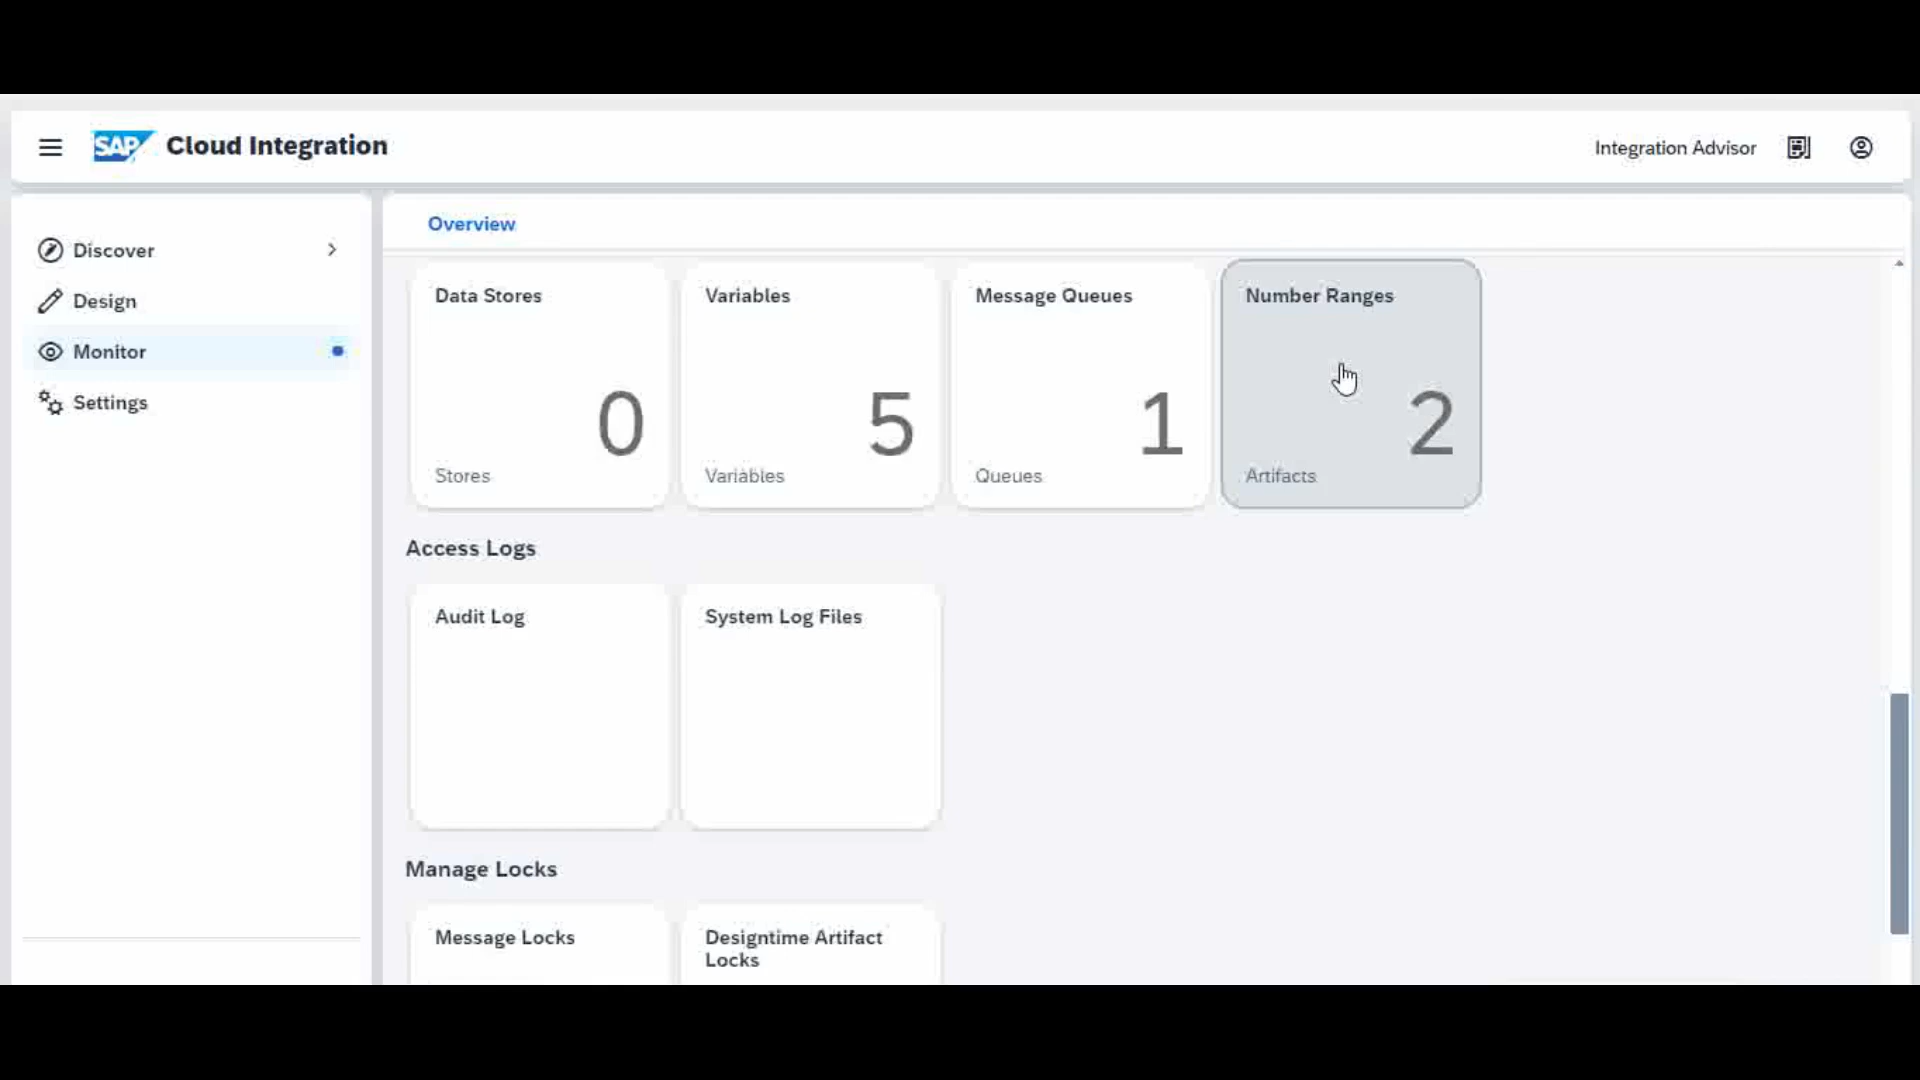 SAP Cloud Integration
Integration Advisor
Discover
Design
Monitor
Settings
Overview
Data Stores
0
Stores
Variables
5
Variables
Message Queues
1
Queues
Number Ranges
2
Artifacts
Access Logs
Audit Log
System Log Files
Manage Locks
Message Locks
Designtime Artifact
Locks